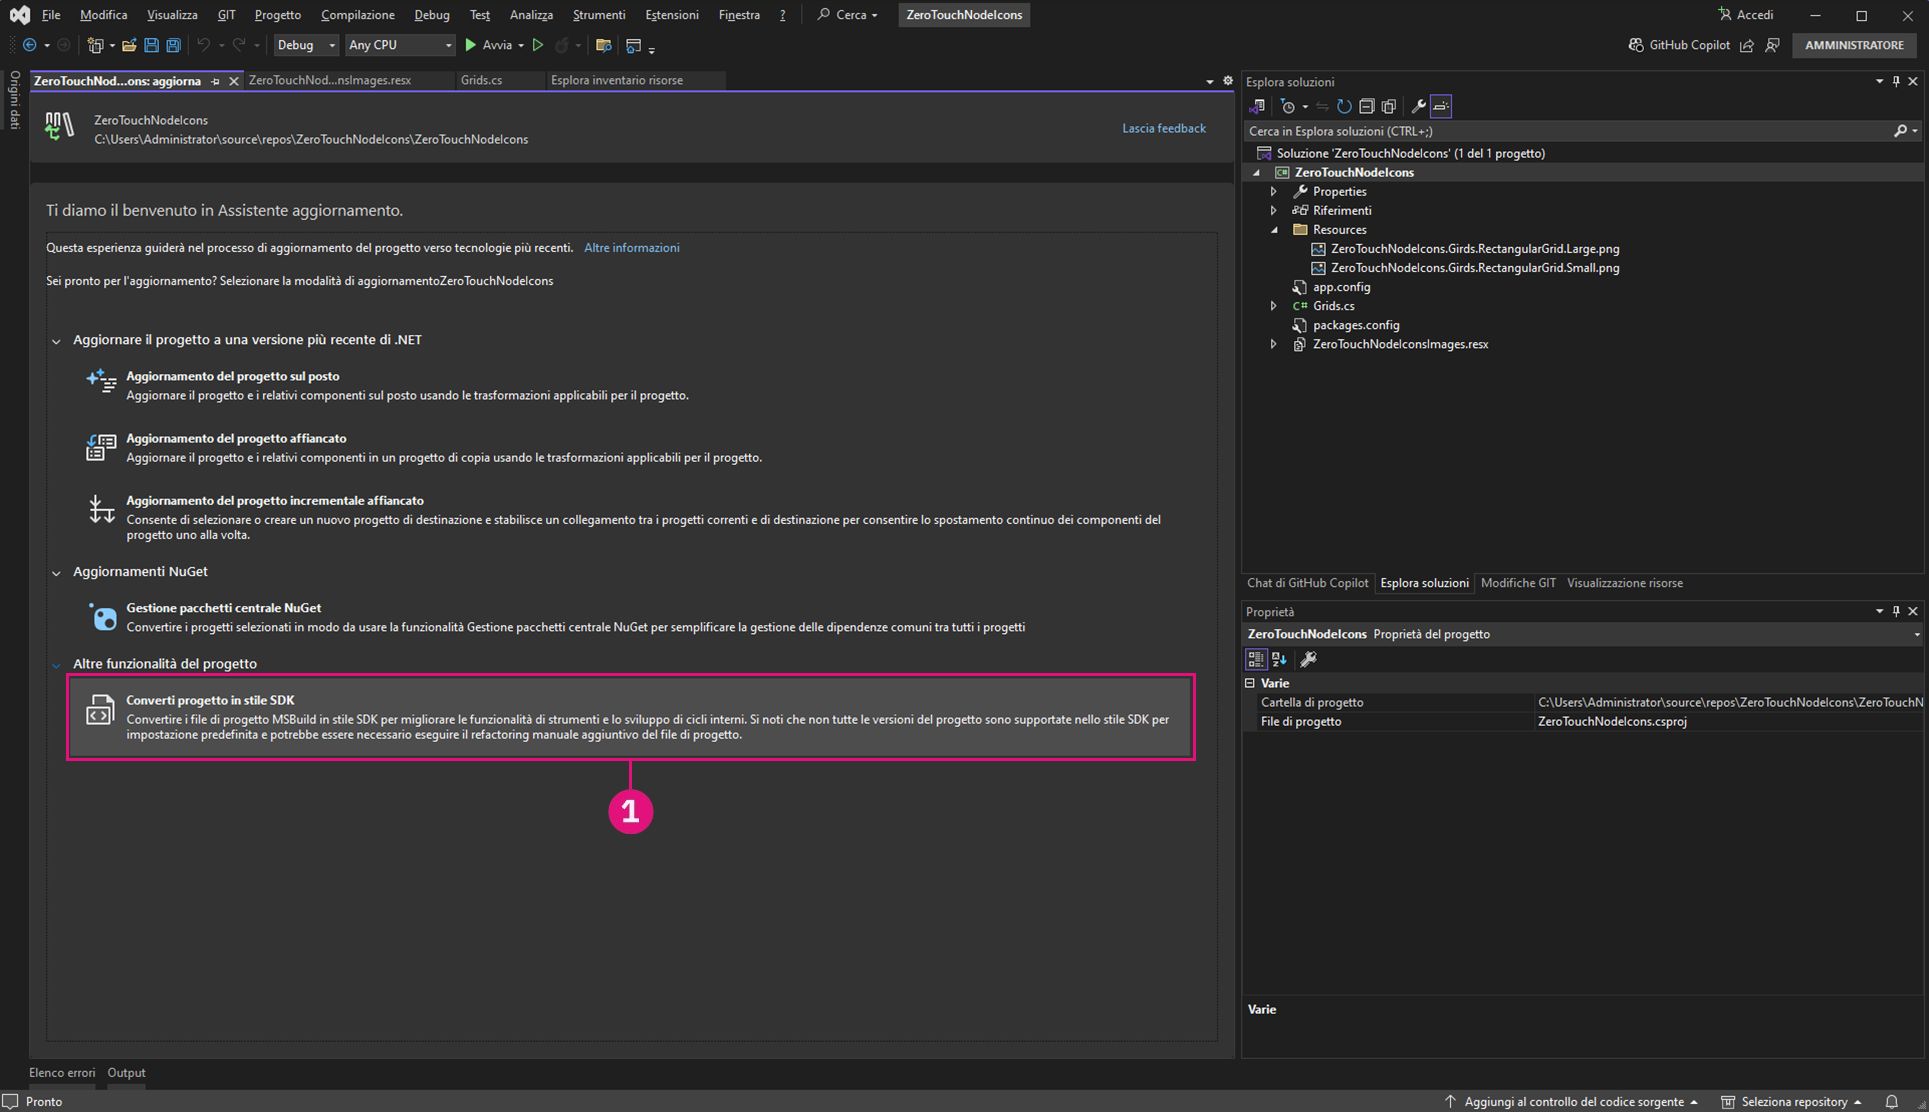 File Modifica Visualizza GIT Progetto Compilazione Debug Test Analizza Strumenti Estensioni Finestra ? Cerca ZeroTouchNodeIcons Accedi
Debug Any CPU Avvia GitHub Copilot AMMINISTRATORE
Origini dati
ZeroTouchNod...ons: aggiorna ZeroTouchNod...nsImages.resx Grids.cs Esplora inventario risorse
ZeroTouchNodeIcons
C:\Users\Administrator\source\repos\ZeroTouchNodeIcons\ZeroTouchNodeIcons
Lascia feedback
Ti diamo il benvenuto in Assistente aggiornamento.
Questa esperienza guiderà nel processo di aggiornamento del progetto verso tecnologie più recenti. Altre informazioni
Sei pronto per l'aggiornamento? Selezionare la modalità di aggiornamentoZeroTouchNodeIcons
Aggiornare il progetto a una versione più recente di .NET
Aggiornamento del progetto sul posto
Aggiornare il progetto e i relativi componenti sul posto usando le trasformazioni applicabili per il progetto.
Aggiornamento del progetto affiancato
Aggiornare il progetto e i relativi componenti in un progetto di copia usando le trasformazioni applicabili per il progetto.
Aggiornamento del progetto incrementale affiancato
Consente di selezionare o creare un nuovo progetto di destinazione e stabilisce un collegamento tra i progetti correnti e di destinazione per consentire lo spostamento continuo dei componenti del
progetto uno alla volta.
Aggiornamenti NuGet
Gestione pacchetti centrale NuGet
Convertire i progetti selezionati in modo da usare la funzionalità Gestione pacchetti centrale NuGet per semplificare la gestione delle dipendenze comuni tra tutti i progetti
Altre funzionalità del progetto
Converti progetto in stile SDK
Convertire i file di progetto MSBuild in stile SDK per migliorare le funzionalità di strumenti e lo sviluppo di cicli interni. Si noti che non tutte le versioni del progetto sono supportate nello stile SDK per
impostazione predefinita e potrebbe essere necessario eseguire il refactoring manuale aggiuntivo del file di progetto.
1
Esplora soluzioni
Cerca in Esplora soluzioni (CTRL+;)
Soluzione 'ZeroTouchNodeIcons' (1 del 1 progetto)
C# ZeroTouchNodeIcons
Properties
Riferimenti
Resources
ZeroTouchNodeIcons.Girds.RectangularGrid.Large.png
ZeroTouchNodeIcons.Girds.RectangularGrid.Small.png
app.config
C# Grids.cs
packages.config
ZeroTouchNodeIconsImages.resx
Chat di GitHub Copilot Esplora soluzioni Modifiche GIT Visualizzazione risorse
Proprietà
ZeroTouchNodeIcons Proprietà del progetto
Varie
Cartella di progetto C:\Users\Administrator\source\repos\ZeroTouchNodeIcons\ZeroTouchN
File di progetto ZeroTouchNodeIcons.csproj
Varie
Elenco errori Output
Pronto Aggiungi al controllo del codice sorgente Seleziona repository